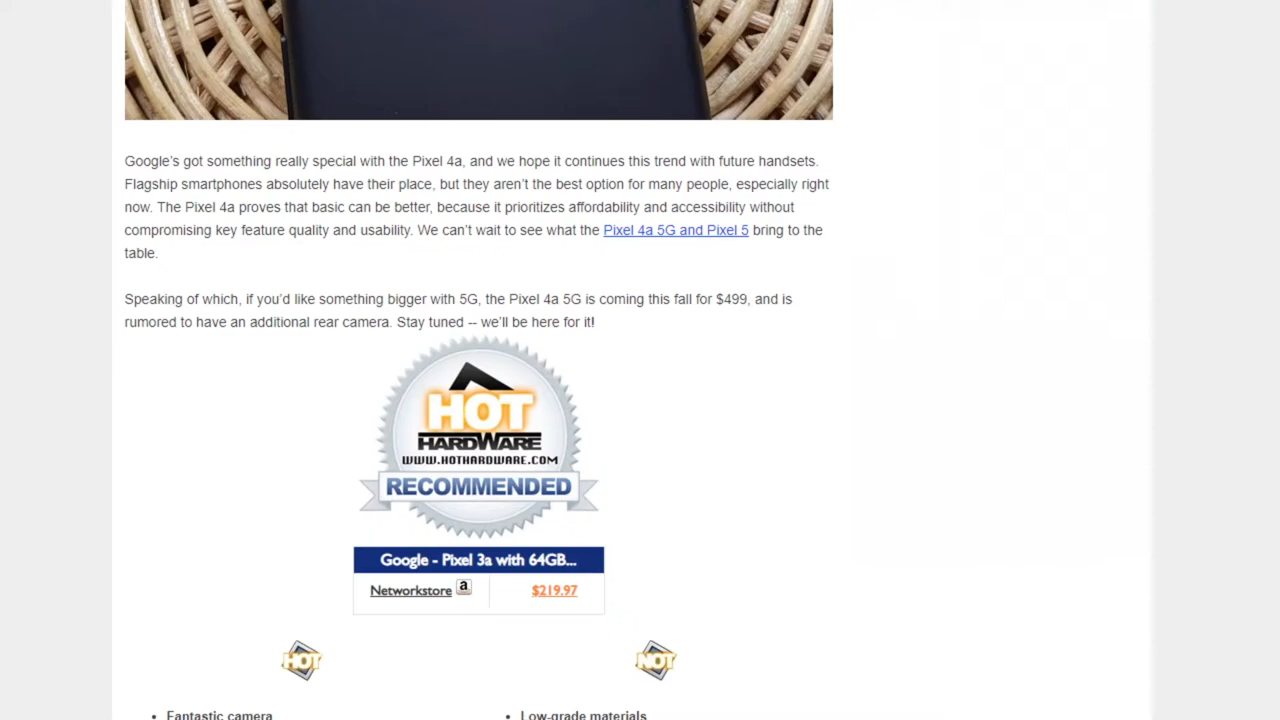 Google’s got something really special with the Pixel 4a, and we hope it continues this trend with future handsets.
Flagship smartphones absolutely have their place, but they aren’t the best option for many people, especially right
now. The Pixel 4a proves that basic can be better, because it prioritizes affordability and accessibility without
compromising key feature quality and usability. We can’t wait to see what the Pixel 4a 5G and Pixel 5 bring to the
table.
Speaking of which, if you’d like something bigger with 5G, the Pixel 4a 5G is coming this fall for $499, and is
rumored to have an additional rear camera. Stay tuned -- we’ll be here for it!
HOT
HARDWARE
WWW.HOTHARDWARE.COM
RECOMMENDED
Google - Pixel 3a with 64GB...
Networkstore a $219.97
HOT NOT
• Fantastic camera • Low-grade materials